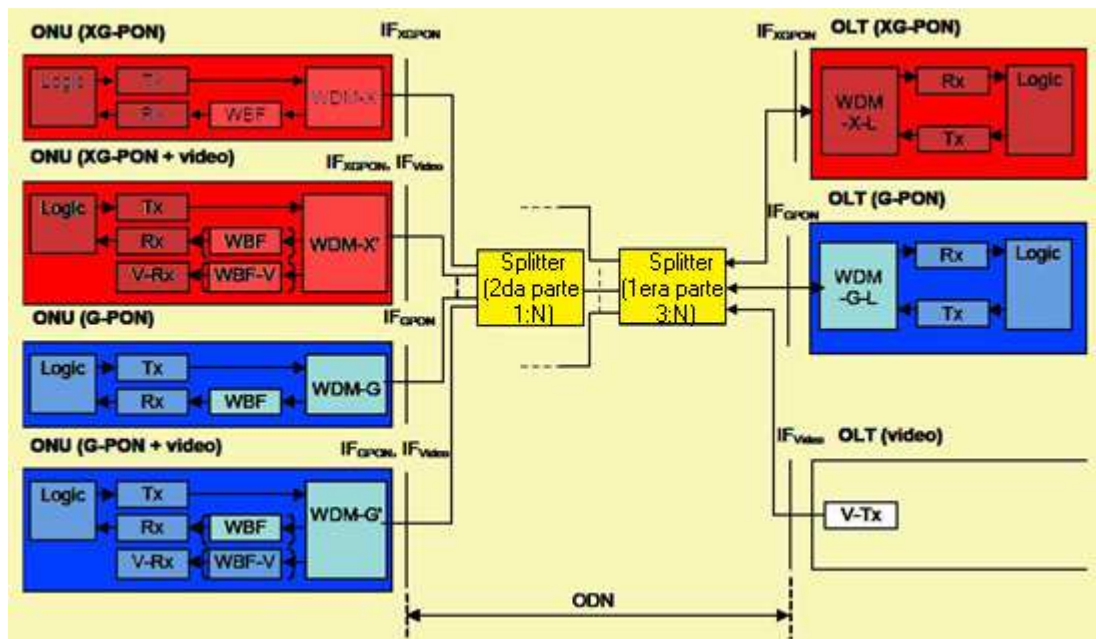 ONU (XG-PON)
Logic
Tx
Rx
WBF
WDM-X
IFXGPON
ONU (XG-PON + video)
Logic
Tx
Rx
WBF
V-Rx
WBF-V
WDM-X'
IFXGPON, IFVideo
ONU (G-PON)
Logic
Tx
Rx
WBF
WDM-G
IFGPON
ONU (G-PON + video)
Logic
Tx
Rx
WBF
V-Rx
WBF-V
WDM-G'
IFGPON, IFVideo
Splitter
(2da parte
1:N)
Splitter
(1era parte
3:N)
ODN
IFXGPON
OLT (XG-PON)
WDM
-X-L
Rx
Tx
Logic
IFGPON
OLT (G-PON)
WDM
-G-L
Rx
Tx
Logic
IFVideo
OLT (video)
V-Tx